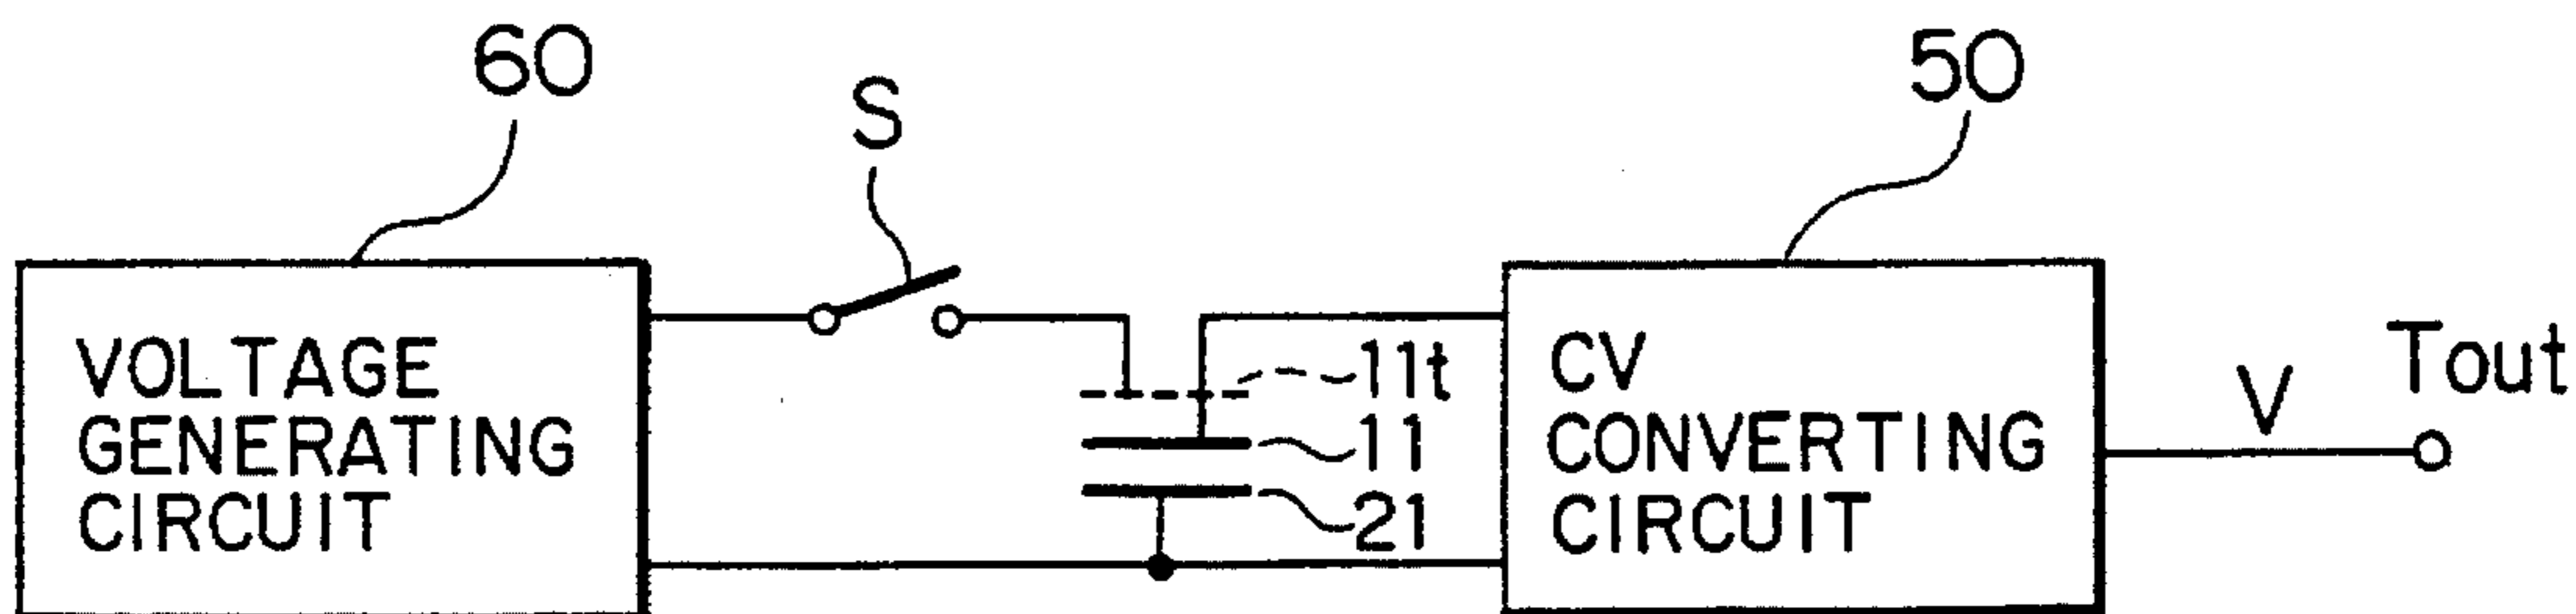 60
S
50
VOLTAGE
GENERATING
CIRCUIT
11t
11
21
CV
CONVERTING
CIRCUIT
V
Tout